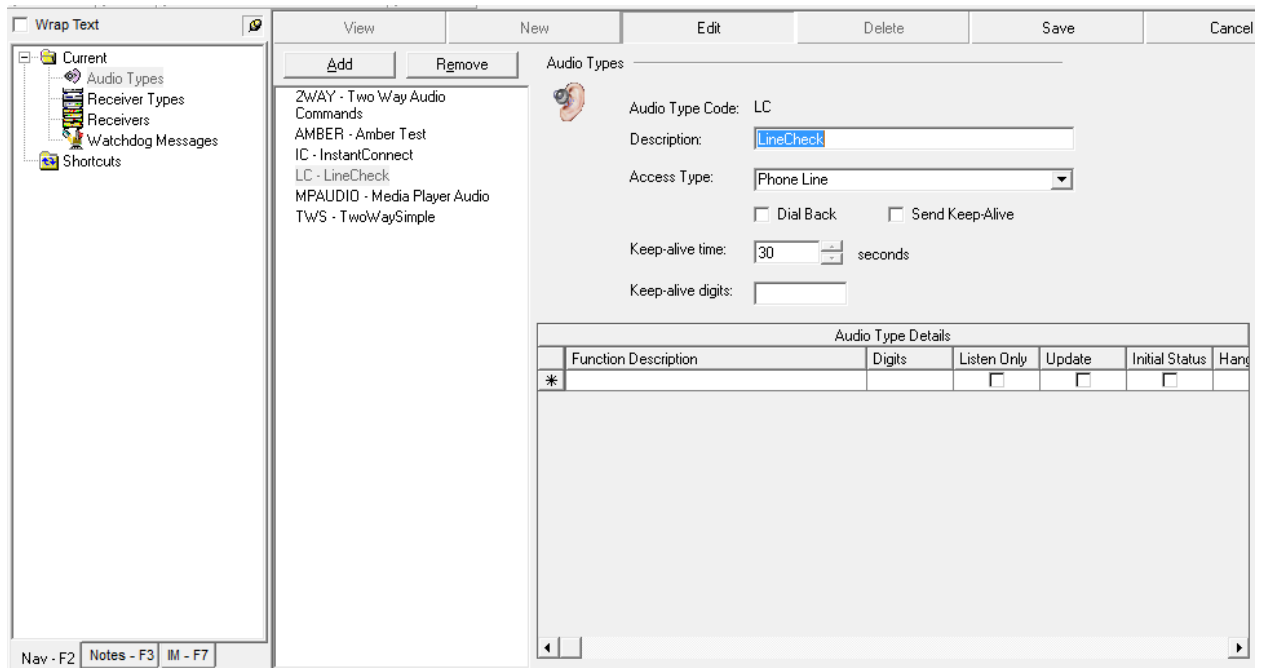 Wrap Text
View New Edit Delete Save Cancel
Current
Audio Types
Receiver Types
Receivers
Watchdog Messages
Shortcuts
Add Remove
2WAY - Two Way Audio
Commands
AMBER - Amber Test
IC - InstantConnect
LC - LineCheck
MPAUDIO - Media Player Audio
TWS - TwoWaySimple
Audio Types
Audio Type Code: LC
Description: LineCheck
Access Type: Phone Line
Dial Back Send Keep-Alive
Keep-alive time: 30 seconds
Keep-alive digits:
Audio Type Details
Function Description Digits Listen Only Update Initial Status Hang
Nav - F2 Notes - F3 IM - F7